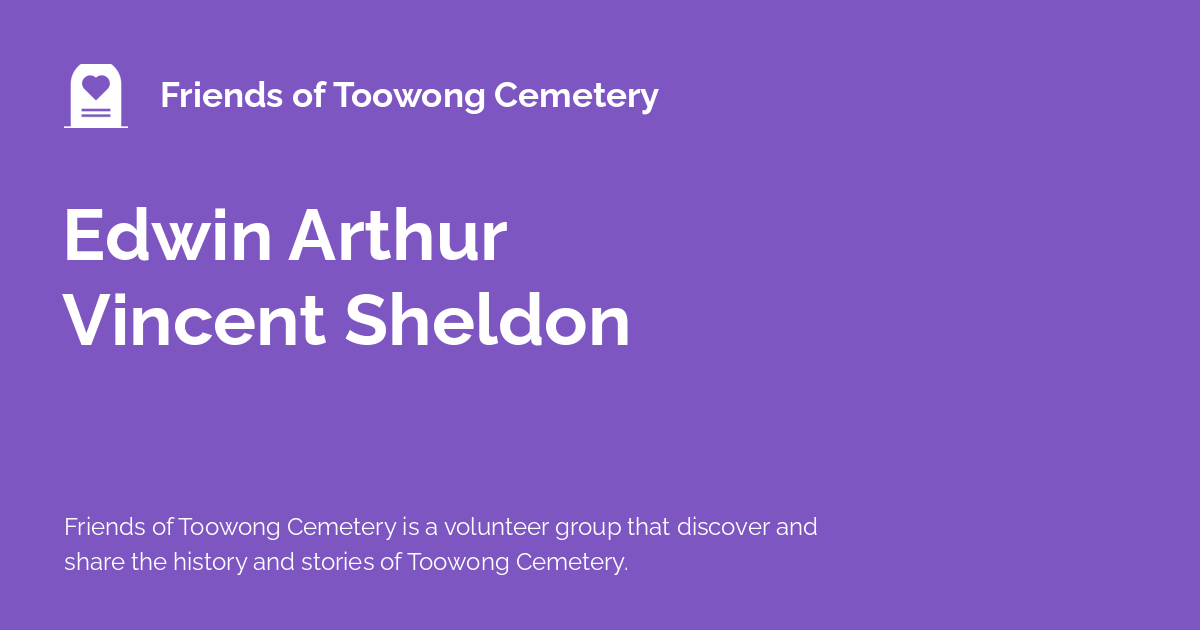 Friends of Toowong Cemetery
Edwin Arthur
Vincent Sheldon
Friends of Toowong Cemetery is a volunteer group that discover and
share the history and stories of Toowong Cemetery.